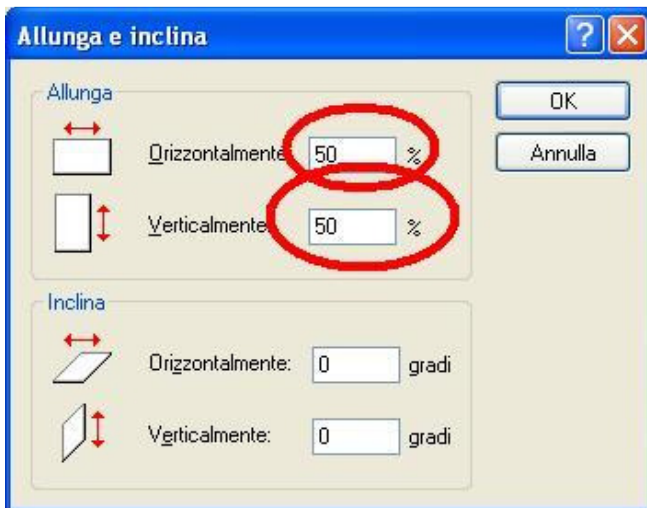 Allunga e inclina
Allunga
OK
Orizzontalmente: 50 %
Annulla
Verticalmente: 50 %
Inclina
Orizzontalmente: 0 gradi
Verticalmente: 0 gradi